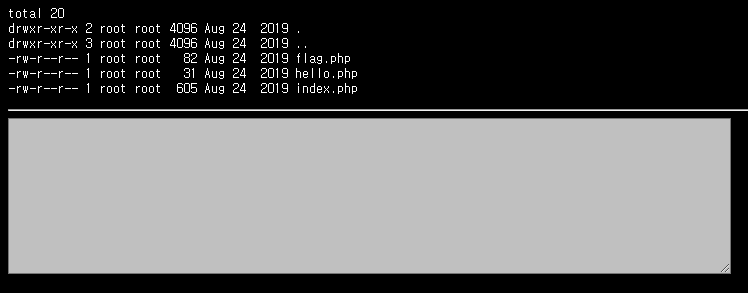 total 20
drwxr-xr-x 2 root root 4096 Aug 24  2019 .
drwxr-xr-x 3 root root 4096 Aug 24  2019 ..
-rw-r--r-- 1 root root   82 Aug 24  2019 flag.php
-rw-r--r-- 1 root root   31 Aug 24  2019 hello.php
-rw-r--r-- 1 root root  605 Aug 24  2019 index.php